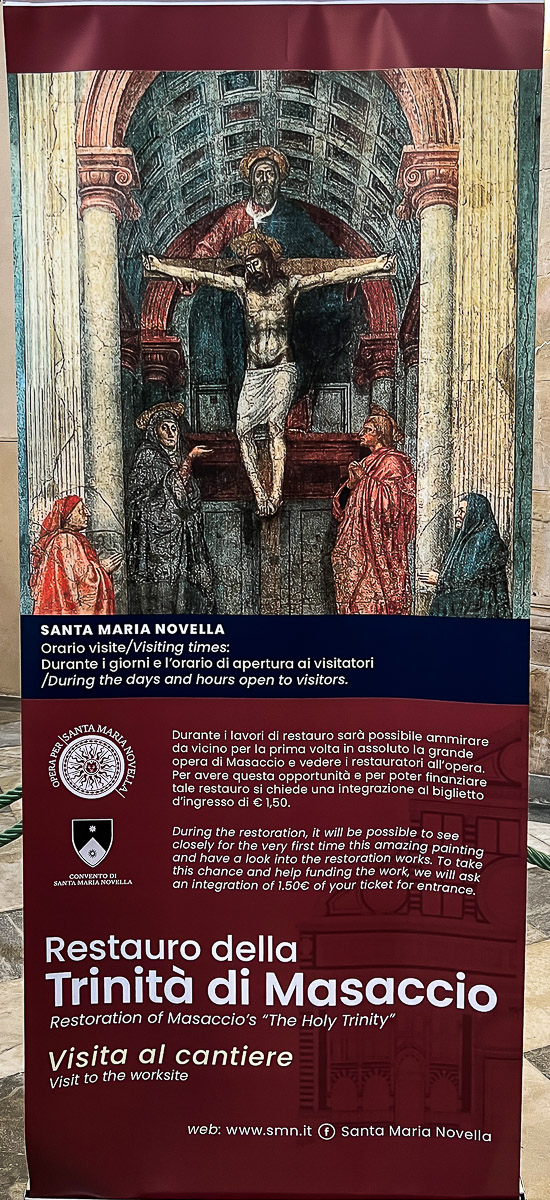 SANTA MARIA NOVELLA
Orario visite/Visiting times:
Durante i giorni e l'orario di apertura ai visitatori
/During the days and hours open to visitors.
OPERA PER SANTA MARIA NOVELLA
CONVENTO DI
SANTA MARIA NOVELLA
Durante i lavori di restauro sarà possibile ammirare
da vicino per la prima volta in assoluto la grande
opera di Masaccio e vedere i restauratori all'opera.
Per avere questa opportunità e per poter finanziare
tale restauro si chiede una integrazione al biglietto
d'ingresso di € 1,50.
During the restoration, it will be possible to see
closely for the very first time this amazing painting
and have a look into the restoration works. To take
this chance and help funding the work, we will ask
an integration of 1.50€ of your ticket for entrance.
Restauro della
Trinità di Masaccio
Restoration of Masaccio's "The Holy Trinity"
Visita al cantiere
Visit to the worksite
web: www.smn.it f Santa Maria Novella